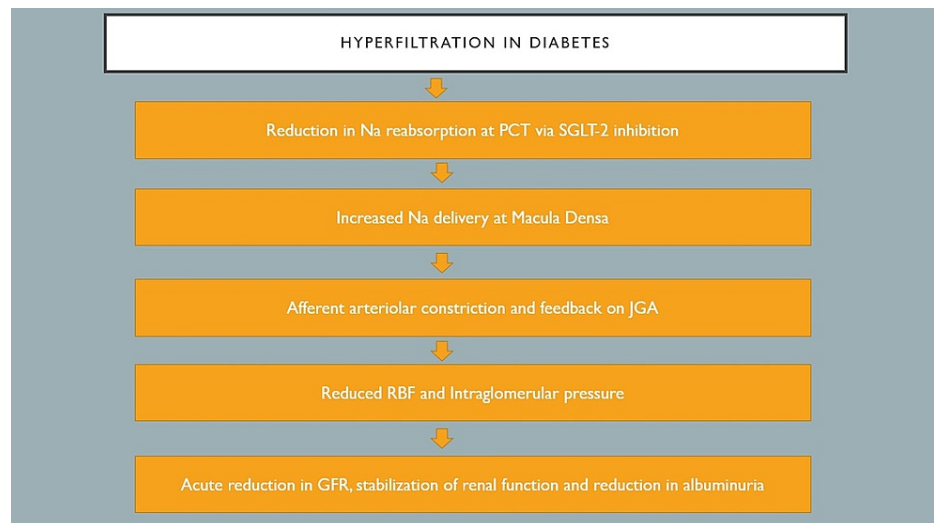 HYPERFILTRATION IN DIABETES
Reduction in Na reabsorption at PCT via SGLT-2 inhibition
Increased Na delivery at Macula Densa
Afferent arteriolar constriction and feedback on JGA
Reduced RBF and Intraglomerular pressure
Acute reduction in GFR, stabilization of renal function and reduction in albuminuria